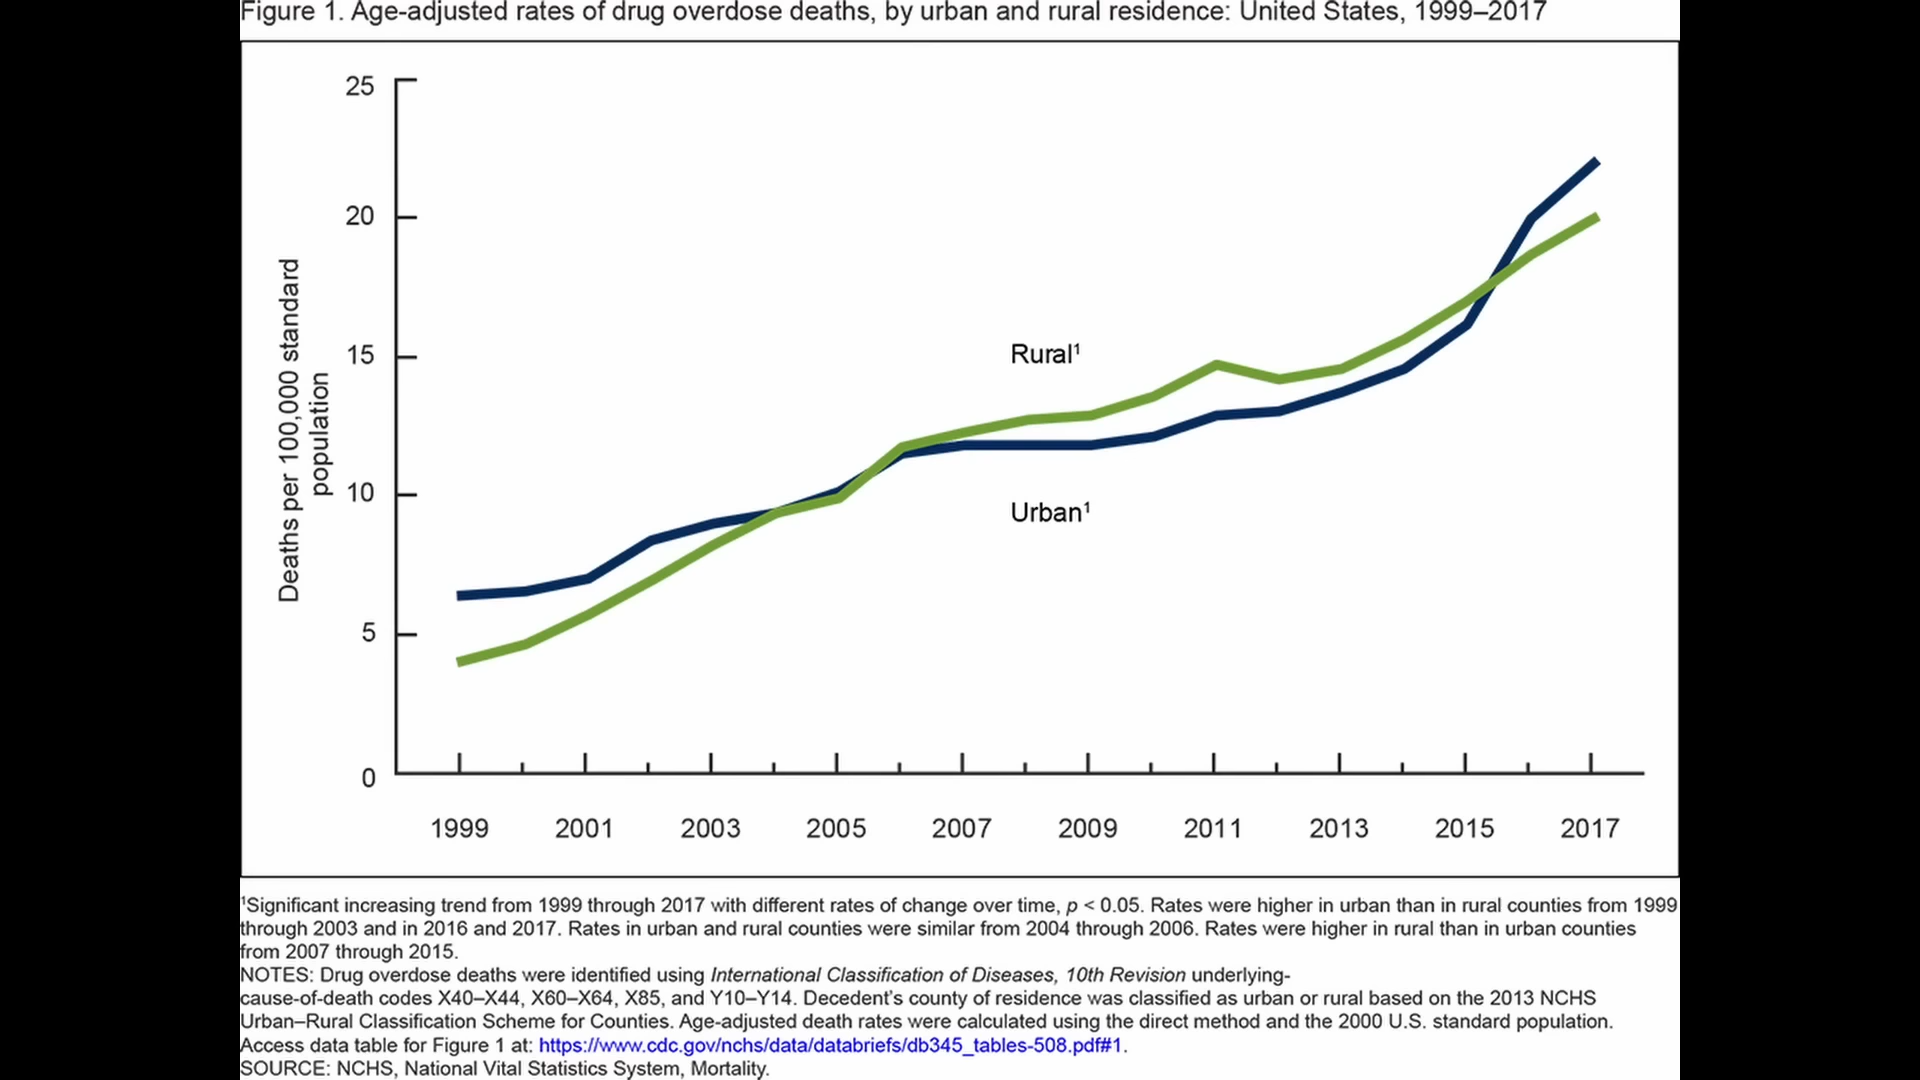 Figure 1. Age-adjusted rates of drug overdose deaths, by urban and rural residence: United States, 1999–2017
25
20
15
10
5
0
Deaths per 100,000 standard
population
Rural¹
Urban¹
1999 2001 2003 2005 2007 2009 2011 2013 2015 2017
¹Significant increasing trend from 1999 through 2017 with different rates of change over time, p < 0.05. Rates were higher in urban than in rural counties from 1999
through 2003 and in 2016 and 2017. Rates in urban and rural counties were similar from 2004 through 2006. Rates were higher in rural than in urban counties
from 2007 through 2015.
NOTES: Drug overdose deaths were identified using International Classification of Diseases, 10th Revision underlying-
cause-of-death codes X40–X44, X60–X64, X85, and Y10–Y14. Decedent's county of residence was classified as urban or rural based on the 2013 NCHS
Urban–Rural Classification Scheme for Counties. Age-adjusted death rates were calculated using the direct method and the 2000 U.S. standard population.
Access data table for Figure 1 at: https://www.cdc.gov/nchs/data/databriefs/db345_tables-508.pdf#1.
SOURCE: NCHS, National Vital Statistics System, Mortality.